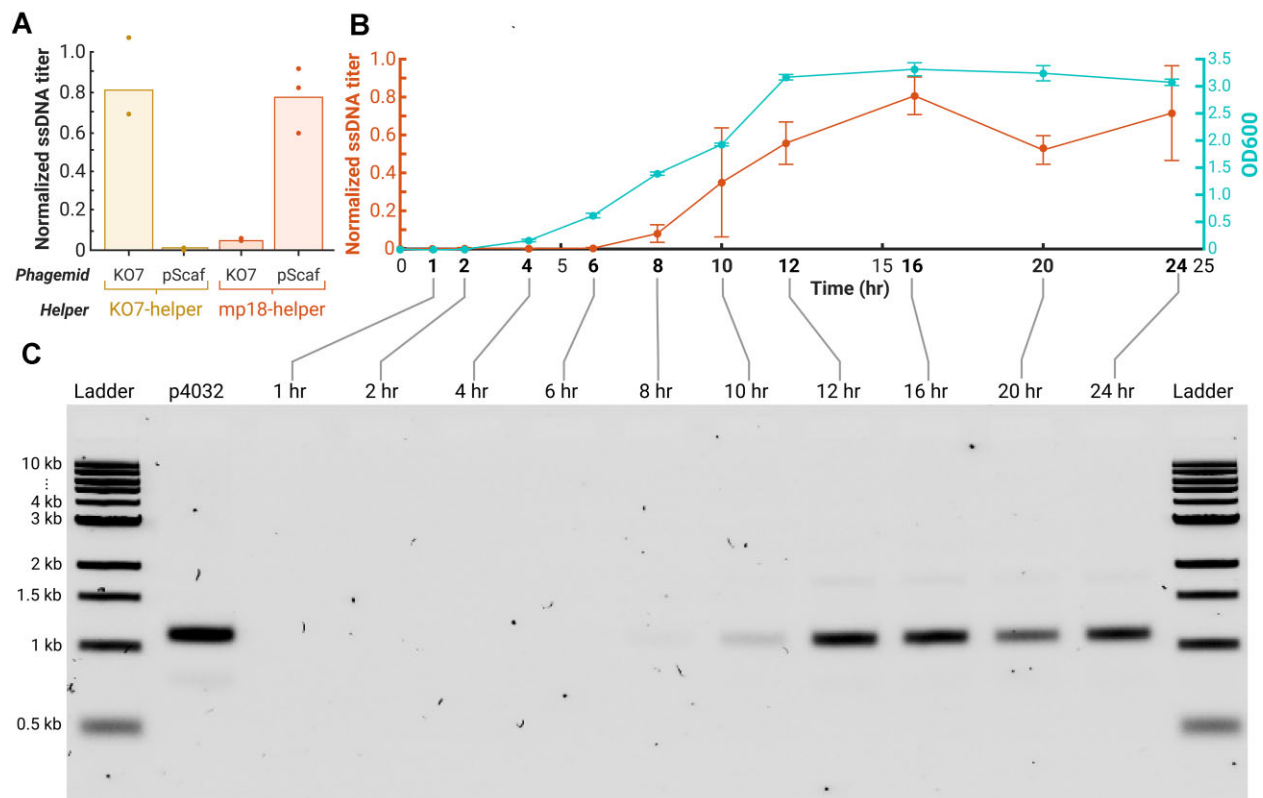 A
Normalized ssDNA titer
1.0
0.8
0.6
0.4
0.2
0
Phagemid KO7 pScaf KO7 pScaf
Helper KO7-helper mp18-helper
B
Normalized ssDNA titer
1.0
0.8
0.6
0.4
0.2
0
3.5
3.0
2.5
2.0
1.5
1.0
0.5
0
OD600
0 1 2 4 5 6 8 10 12 15 16 20 24 25
Time (hr)
C
Ladder p4032 1 hr 2 hr 4 hr 6 hr 8 hr 10 hr 12 hr 16 hr 20 hr 24 hr Ladder
10 kb
⋮
4 kb
3 kb
2 kb
1.5 kb
1 kb
0.5 kb